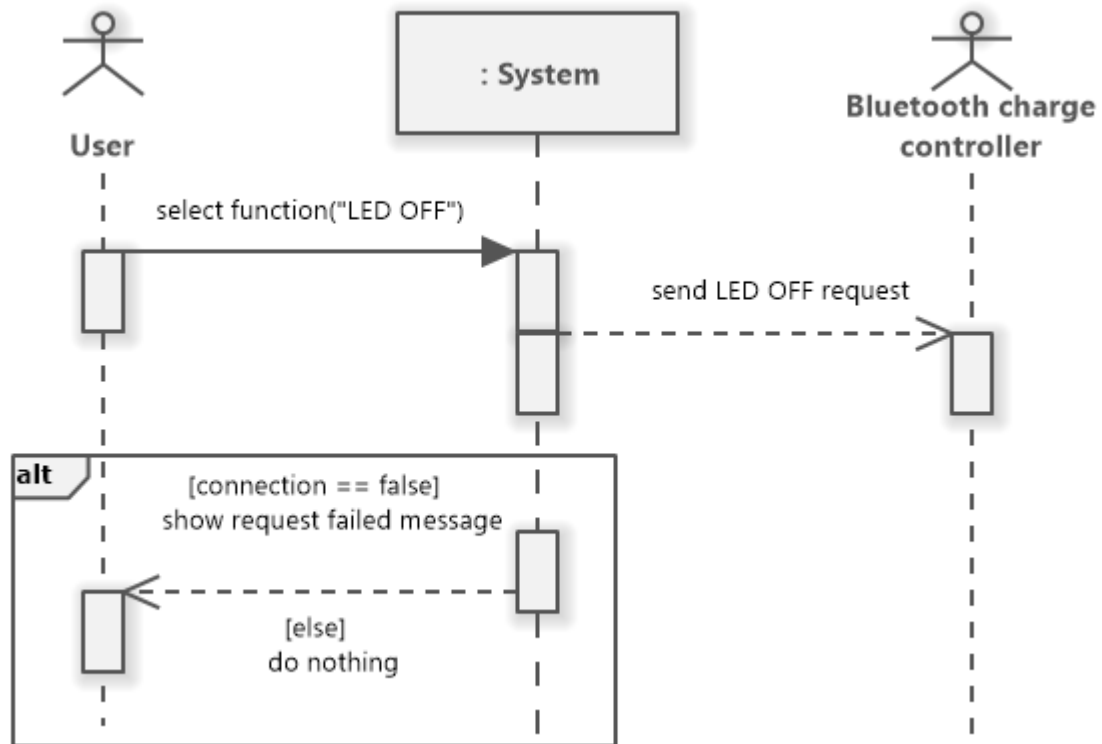 : System
User
Bluetooth charge
controller
select function("LED OFF")
send LED OFF request
alt
[connection == false]
show request failed message
[else]
do nothing